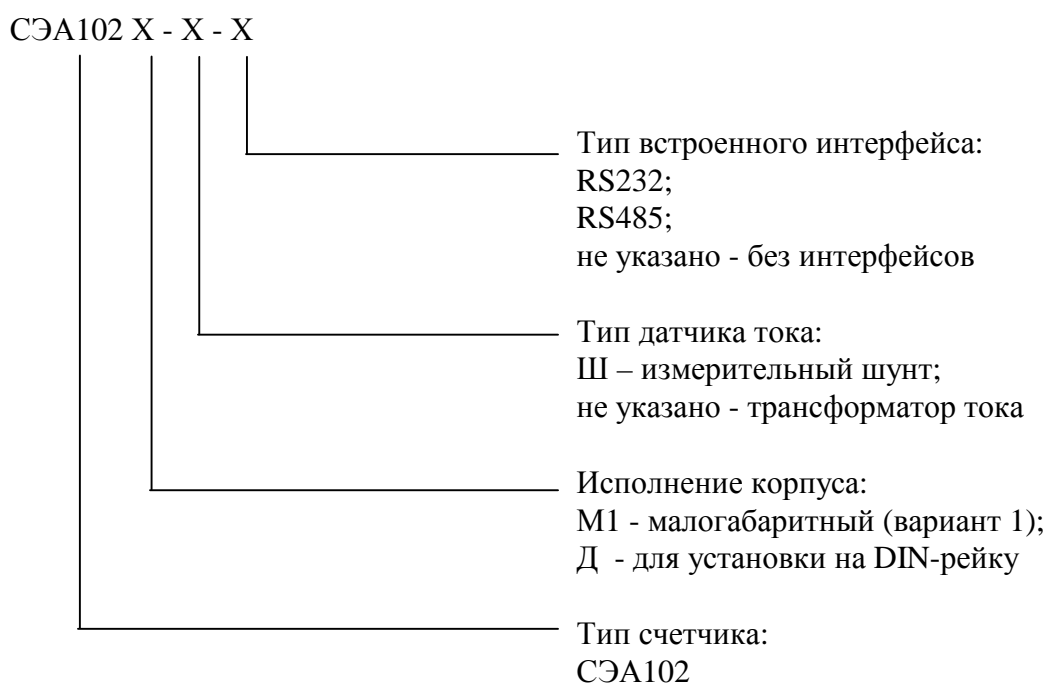 СЭА102 Х - Х - Х
Тип встроенного интерфейса:
RS232;
RS485;
не указано - без интерфейсов
Тип датчика тока:
Ш – измерительный шунт;
не указано - трансформатор тока
Исполнение корпуса:
М1 - малогабаритный (вариант 1);
Д - для установки на DIN-рейку
Тип счетчика:
СЭА102